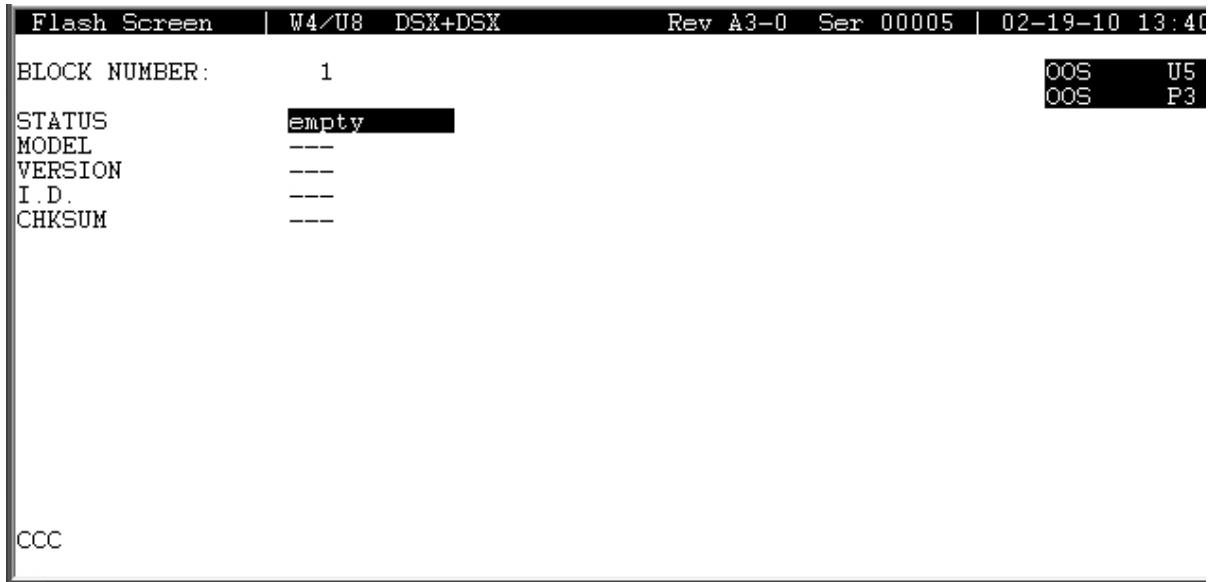 Flash Screen | W4/U8 DSX+DSX Rev A3-0 Ser 00005 | 02-19-10 13:40
BLOCK NUMBER: 1 OOS U5
OOS P3
STATUS empty
MODEL ---
VERSION ---
I.D. ---
CHKSUM ---
CCC